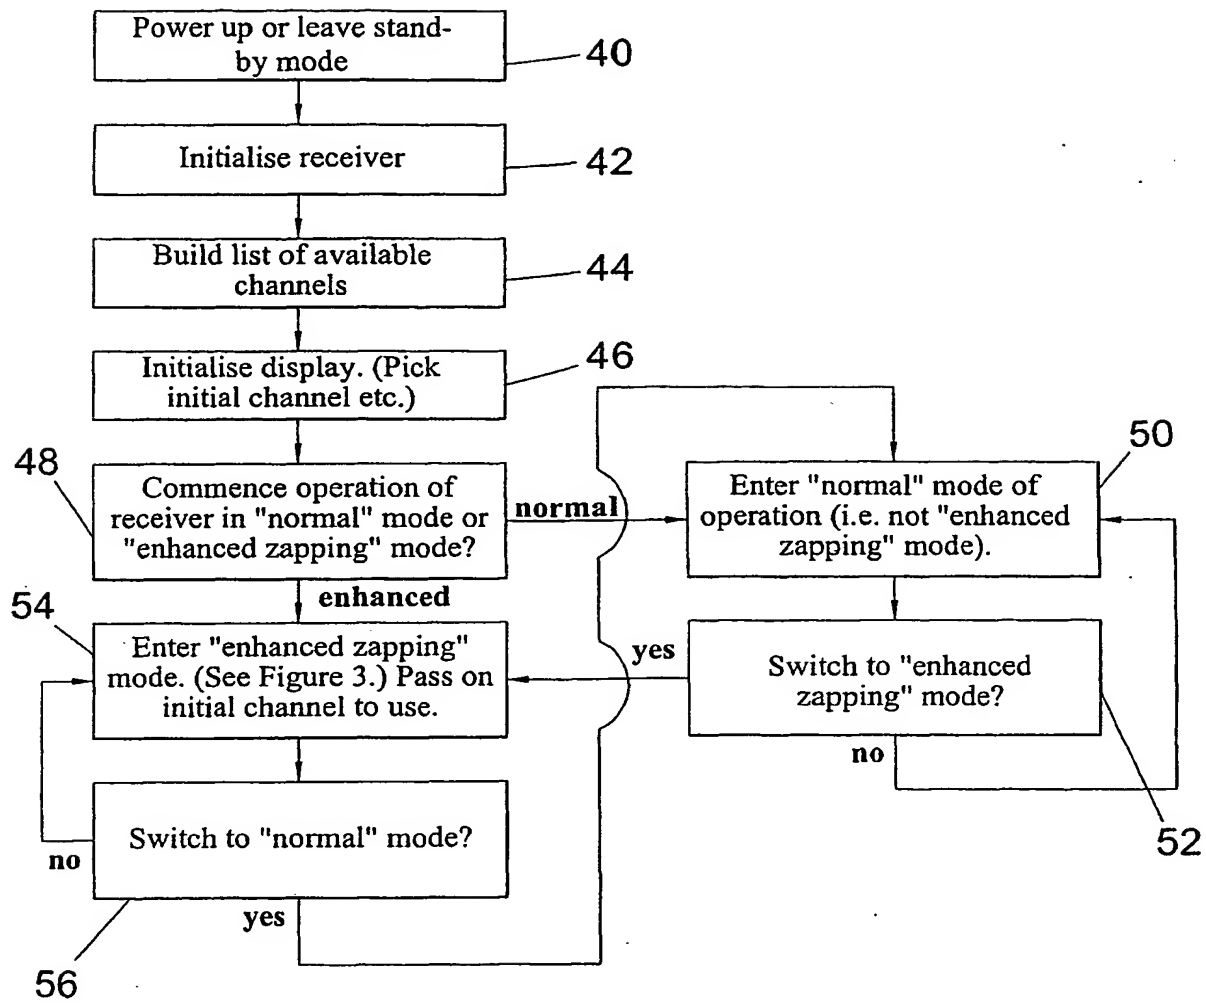 Power up or leave stand-
by mode
40
Initialise receiver
42
Build list of available
channels
44
Initialise display. (Pick
initial channel etc.)
46
48
Commence operation of
receiver in "normal" mode or
"enhanced zapping" mode?
normal
enhanced
50
Enter "normal" mode of
operation (i.e. not "enhanced
zapping" mode).
54
Enter "enhanced zapping"
mode. (See Figure 3.) Pass on
initial channel to use.
yes
Switch to "enhanced
zapping" mode?
no
52
Switch to "normal" mode?
no
yes
56